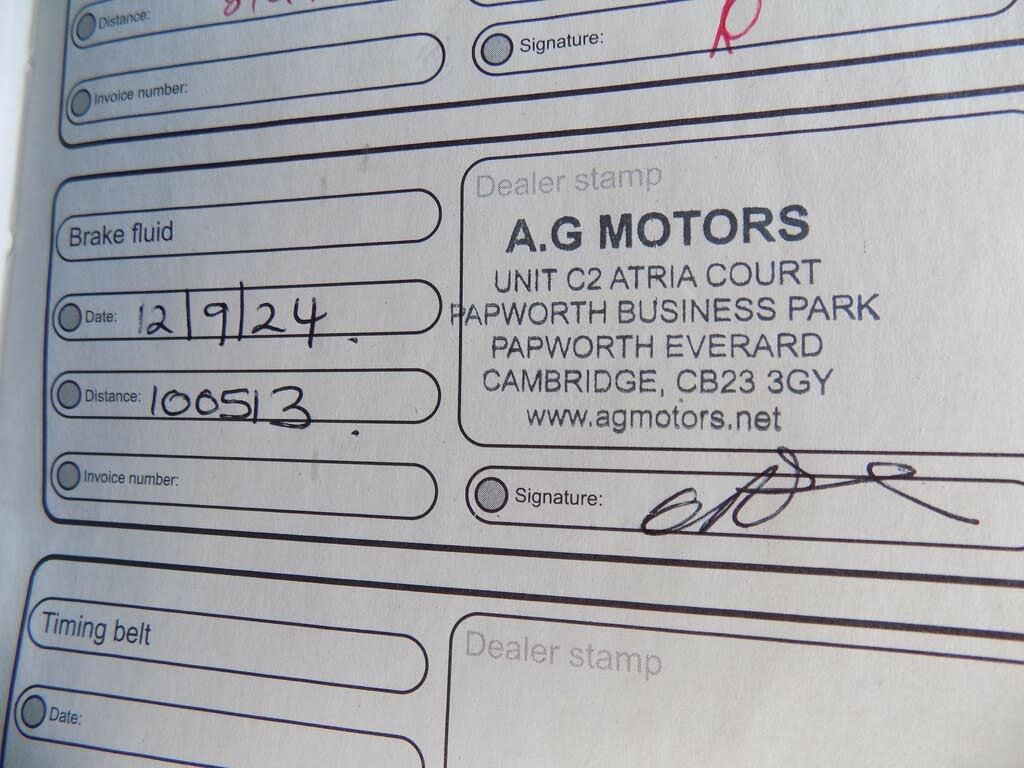 Distance:
Signature:
Invoice number:
Dealer stamp
Brake fluid
A.G MOTORS
UNIT C2 ATRIA COURT
PAPWORTH BUSINESS PARK
PAPWORTH EVERARD
CAMBRIDGE, CB23 3GY
www.agmotors.net
Date: 12|9|24
Distance: 100513
Invoice number:
Signature:
Timing belt
Dealer stamp
Date: